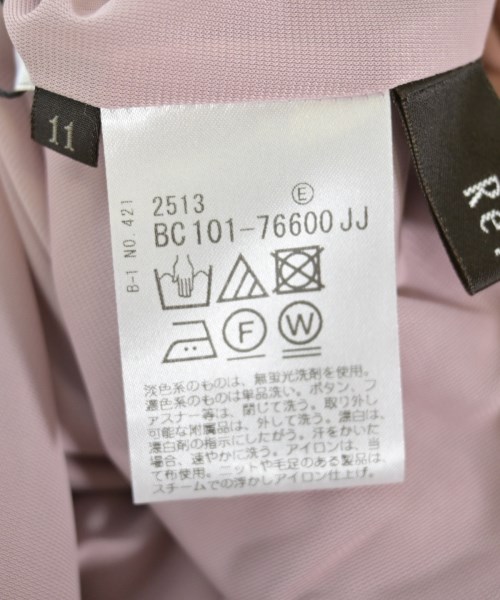 11
B-1 NO. 421
2513 E
BC101-76600JJ
F W
淡色系のものは、無蛍光洗剤を使用。
濃色系のものは単品洗い。ボタン、フ
ァスナー等は、閉じて洗う。取り外し
可能な附属品は、外して洗う。漂白は、
漂白剤の指示にしたがう。汗をかいた
場合、速やかに洗う。アイロンは、当
て布使用。ニットや毛足のある製品は、
スチームでの浮かしアイロン仕上げ。